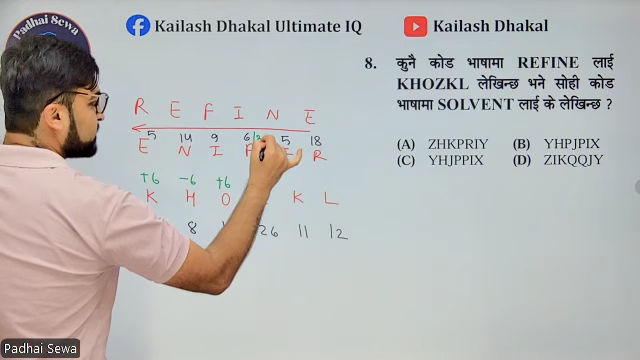 Padhai Sewa
Kailash Dhakal Ultimate IQ
Kailash Dhakal
8. कुनै कोड भाषामा REFINE लाई
KHOZKL लेखिन्छ भने सोही कोड
भाषामा SOLVENT लाई के लेखिन्छ ?
(A) ZHKPRIY (B) YHPJPIX
(C) YHJPPIX (D) ZIKQQJY
R E F I N E
5 14 9 6 5 18
E N I R
+6 -6 +6
K H O K L
8 26 11 12
Padhai Sewa